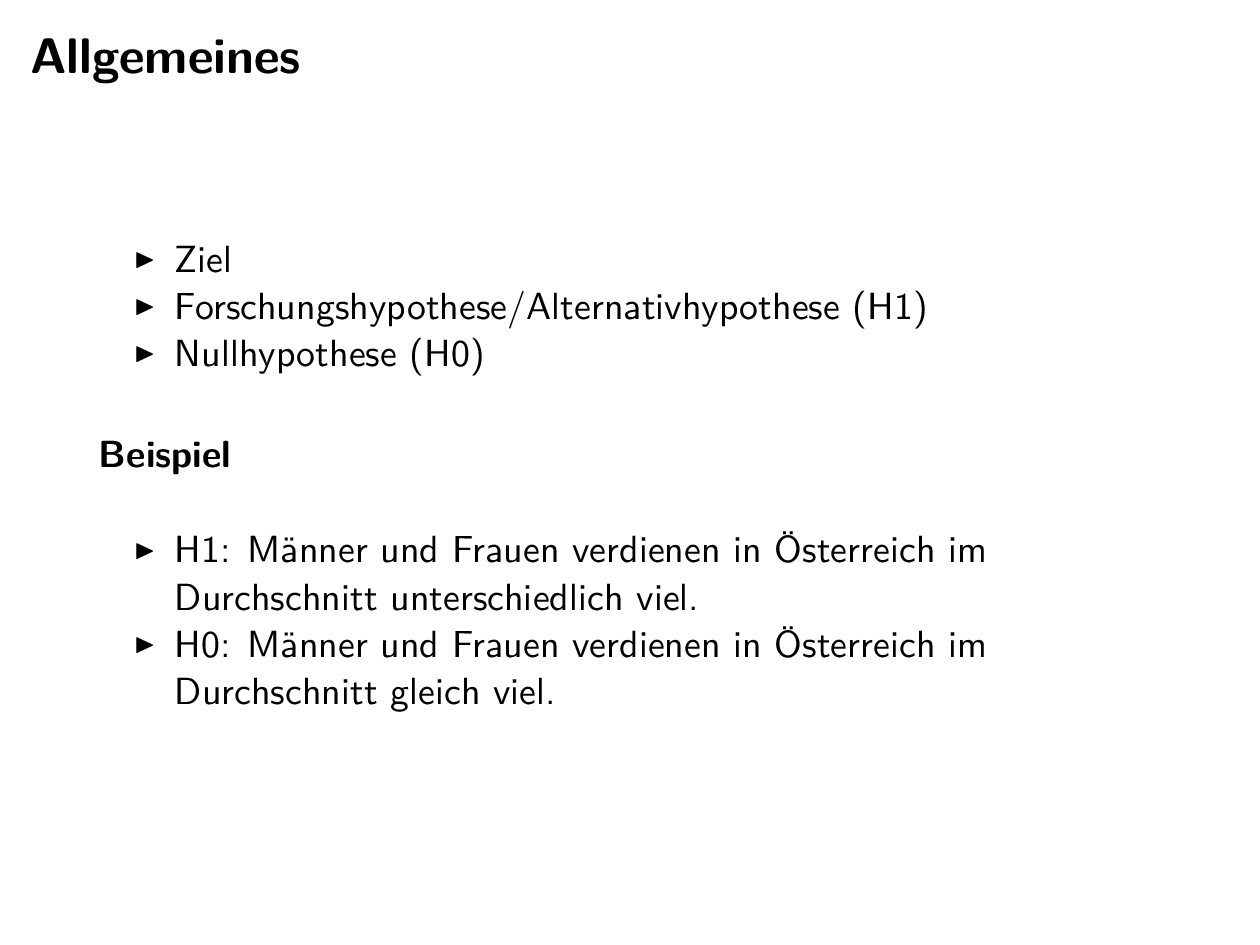 Allgemeines
▶ Ziel
▶ Forschungshypothese/Alternativhypothese (H1)
▶ Nullhypothese (H0)
Beispiel
▶ H1: Männer und Frauen verdienen in Österreich im
Durchschnitt unterschiedlich viel.
▶ H0: Männer und Frauen verdienen in Österreich im
Durchschnitt gleich viel.